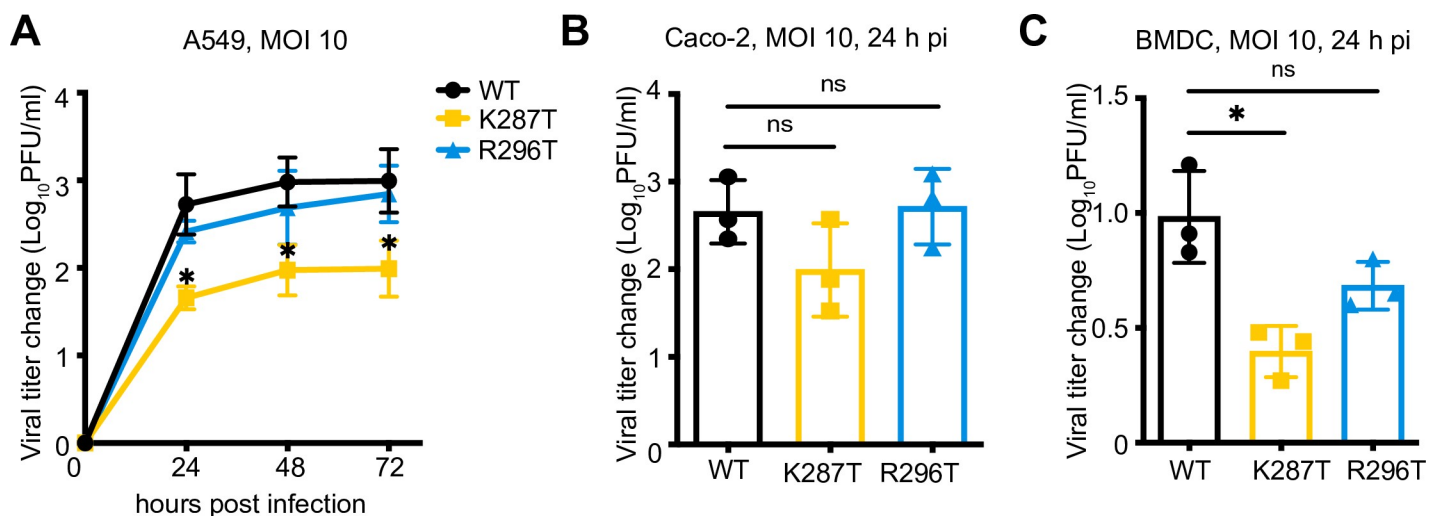 A
A549, MOI 10
Viral titer change (Log₁₀PFU/ml)
4
3
2
1
0
0
24
48
72
hours post infection
*
*
*
WT
K287T
R296T
B
Caco-2, MOI 10, 24 h pi
Viral titer change (Log₁₀PFU/ml)
4
3
2
1
0
ns
ns
WT
K287T
R296T
C
BMDC, MOI 10, 24 h pi
Viral titer change (Log₁₀PFU/ml)
1.5
1.0
0.5
0
ns
*
WT
K287T
R296T